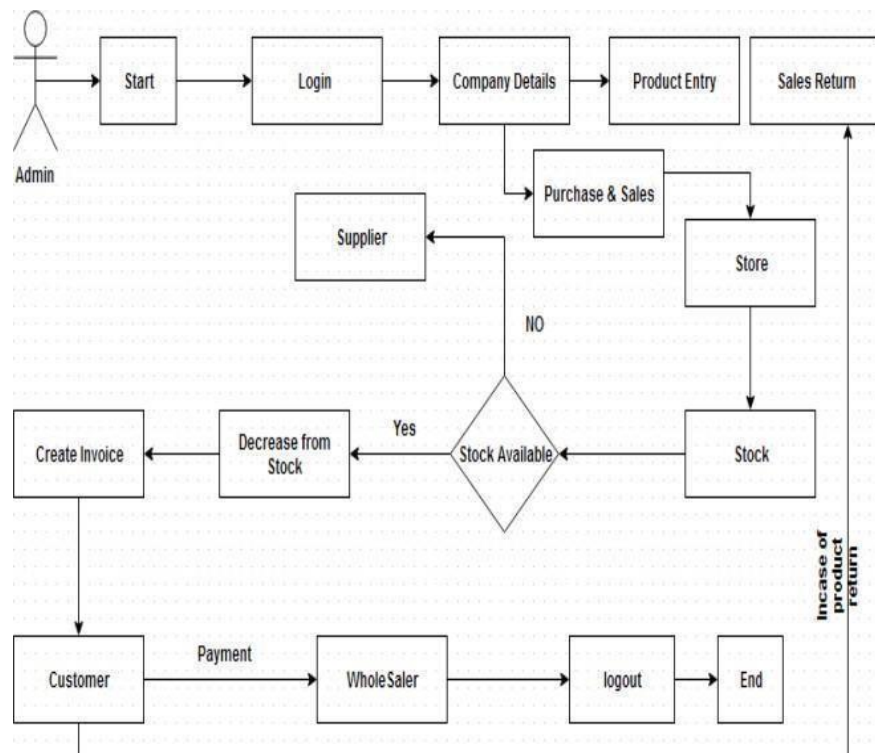 Start
Login
Company Details
Product Entry
Sales Return
Admin
Purchase & Sales
Supplier
Store
NO
Yes
Create Invoice
Decrease from
Stock
Stock Available
Stock
Incase of
product
return
Payment
Customer
WholeSaler
logout
End